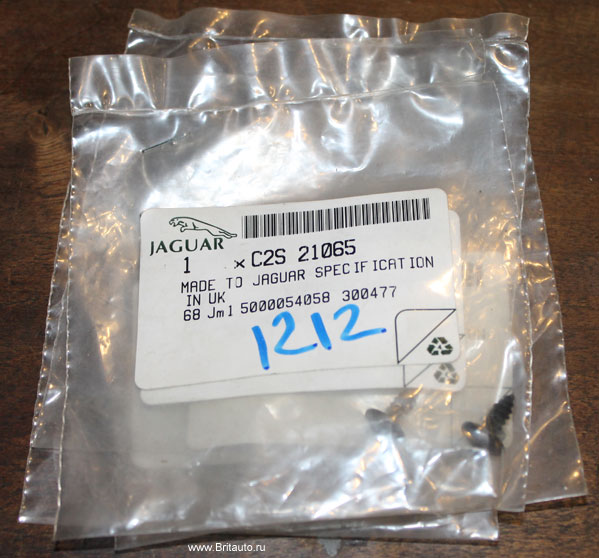 JAGUAR
1 x C2S 21065
MADE TO JAGUAR SPECIFICATION
IN UK
68 Jm1 5000054058 300477
1212
www.Britauto.ru